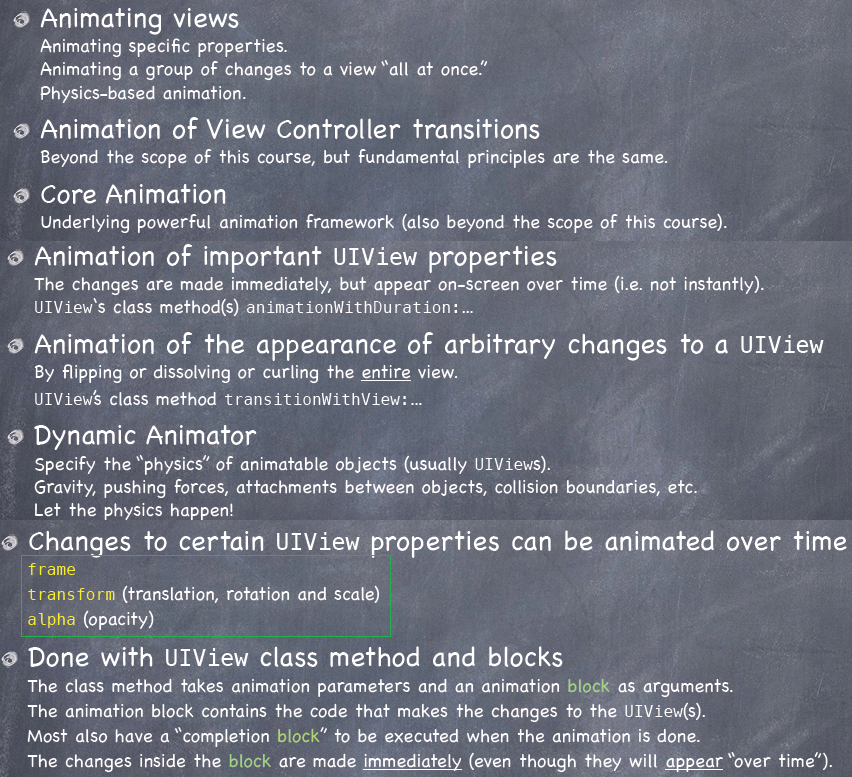 Animating views
Animating specific properties.
Animating a group of changes to a view “all at once.”
Physics-based animation.
Animation of View Controller transitions
Beyond the scope of this course, but fundamental principles are the same.
Core Animation
Underlying powerful animation framework (also beyond the scope of this course).
Animation of important UIView properties
The changes are made immediately, but appear on-screen over time (i.e. not instantly).
UIView‘s class method(s) animationWithDuration:...
Animation of the appearance of arbitrary changes to a UIView
By flipping or dissolving or curling the entire view.
UIView’s class method transitionWithView:...
Dynamic Animator
Specify the “physics” of animatable objects (usually UIViews).
Gravity, pushing forces, attachments between objects, collision boundaries, etc.
Let the physics happen!
Changes to certain UIView properties can be animated over time
frame
transform (translation, rotation and scale)
alpha (opacity)
Done with UIView class method and blocks
The class method takes animation parameters and an animation block as arguments.
The animation block contains the code that makes the changes to the UIView(s).
Most also have a “completion block” to be executed when the animation is done.
The changes inside the block are made immediately (even though they will appear “over time”).